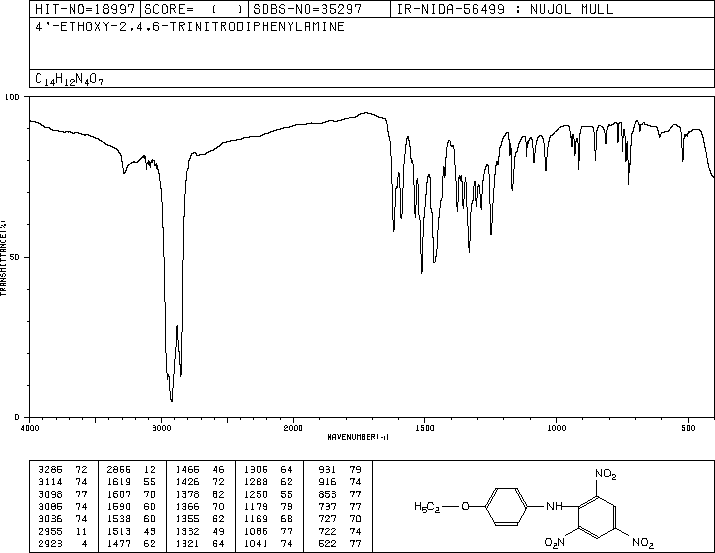 HIT-NO=18997 SCORE= ( ) SDBS-NO=35297 IR-NIDA-56499 : NUJOL MULL
4'-ETHOXY-2,4,6-TRINITRODIPHENYLAMINE
C14H12N4O7
100
TRANSMITTANCE(%)
50
0
4000 3000 2000 1500 1000 500
WAVENUMBER(-1)
3286 72 2866 12 1466 46 1306 64 931 79
3114 74 1619 55 1426 72 1288 62 916 74
3098 77 1607 70 1378 62 1250 55 853 77
3085 74 1590 60 1366 70 1179 79 737 77
3036 74 1538 60 1355 62 1169 68 727 70
2955 11 1513 43 1332 49 1086 77 722 74
2923 4 1477 62 1321 64 1041 74 522 77
H5C2 O NH NO2 O2N NO2